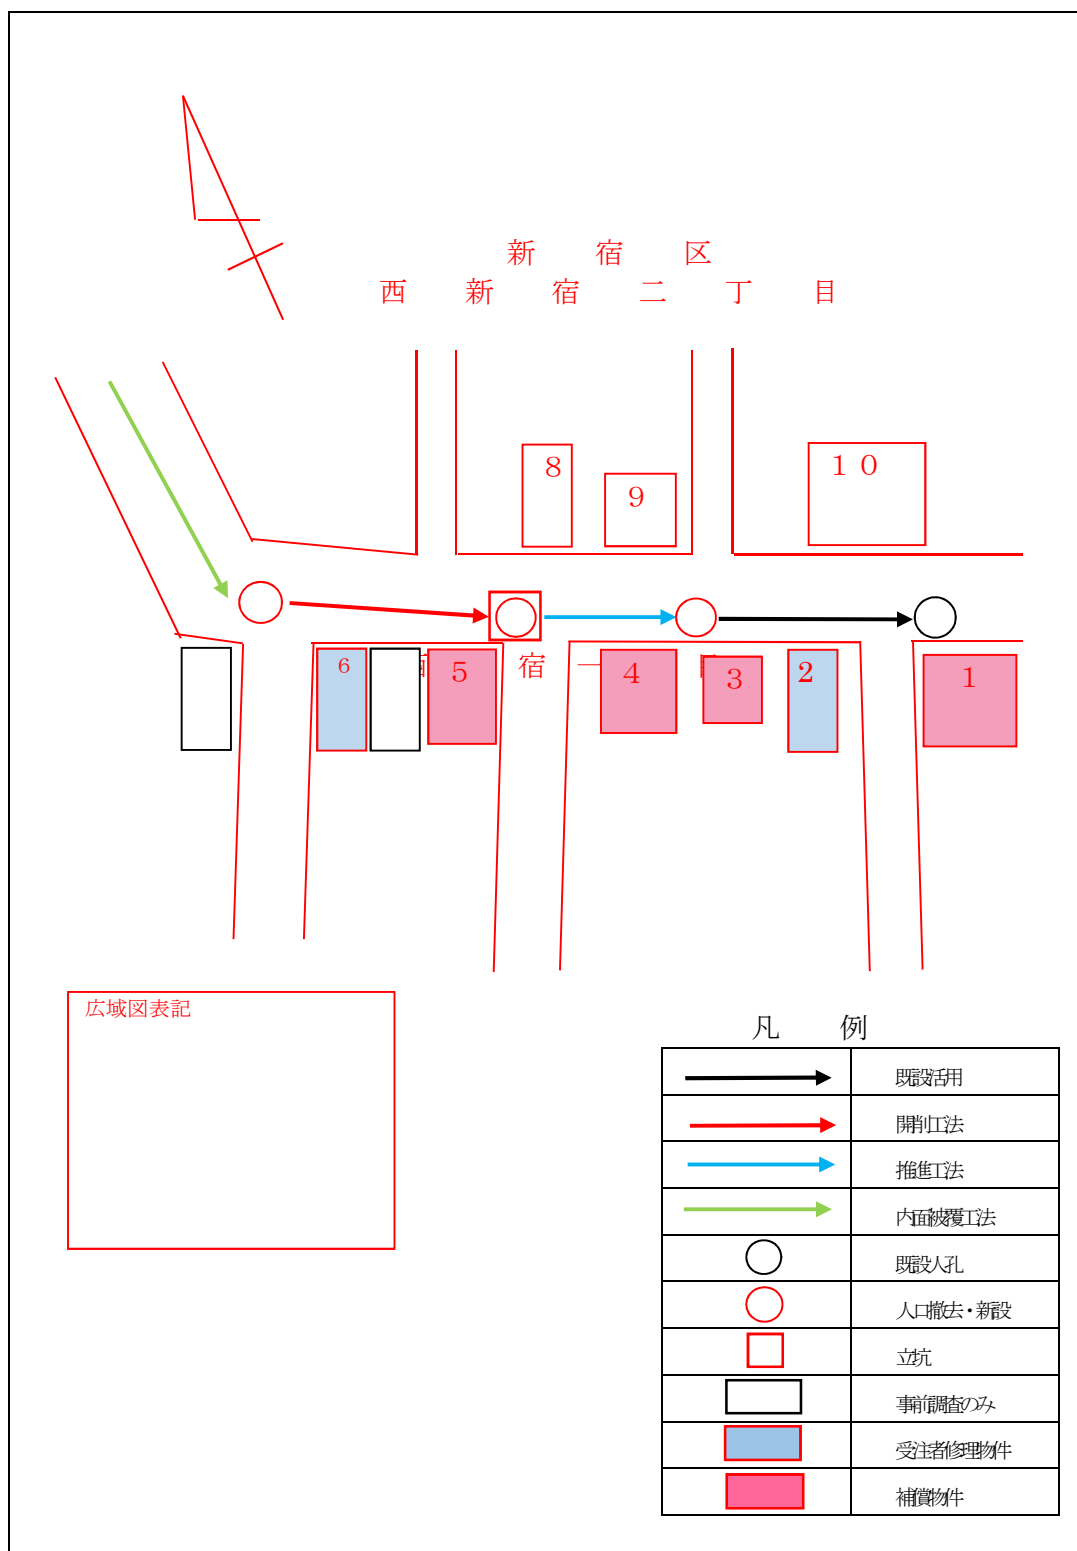 新宿区
西新宿二丁目
8
9
10
6
宿一
5
4
3
2
1
広域図表記
凡例
既設活用
開削工法
推進工法
内面被覆工法
既設人孔
人口撤去・新設
立坑
事前調査のみ
受注者修理物件
補償物件